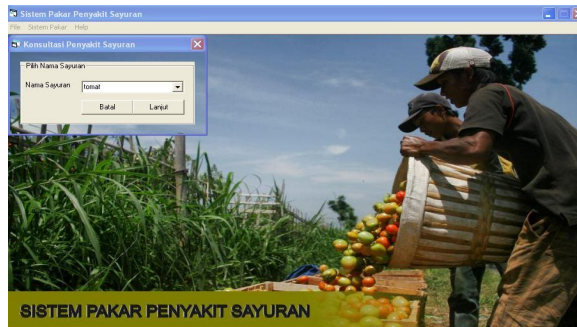 Sistem Pakar Penyakit Sayuran
File Sistem Pakar Help
Konsultasi Penyakit Sayuran
Pilih Nama Sayuran
Nama Sayuran tomat
Batal Lanjut
SISTEM PAKAR PENYAKIT SAYURAN